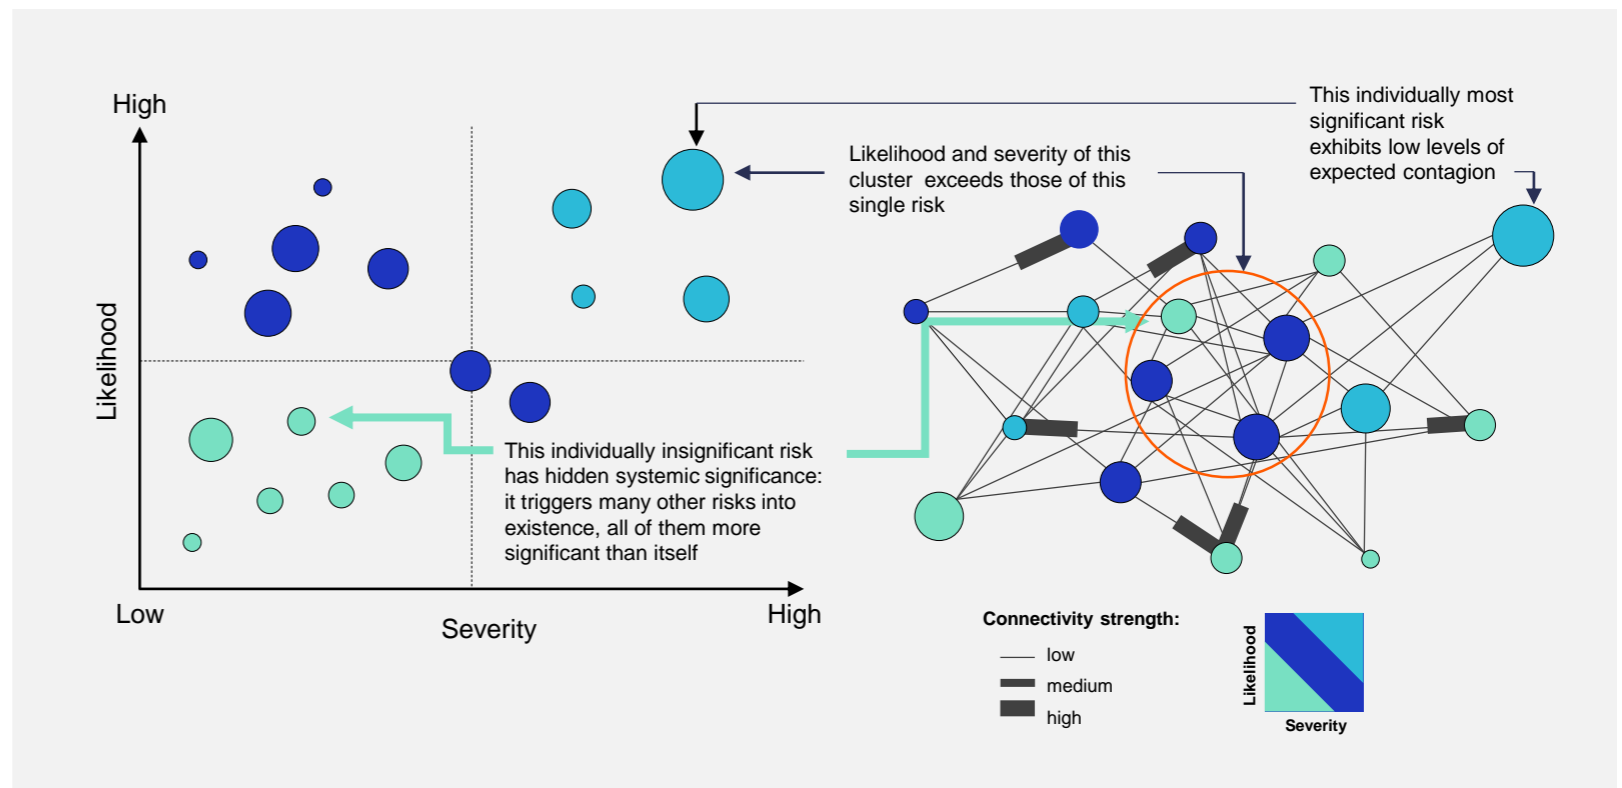 High
Likelihood
Low
Severity
High
This individually insignificant risk
has hidden systemic significance:
it triggers many other risks into
existence, all of them more
significant than itself
Likelihood and severity of this
cluster exceeds those of this
single risk
This individually most
significant risk
exhibits low levels of
expected contagion
Connectivity strength:
low
medium
high
Likelihood
Severity